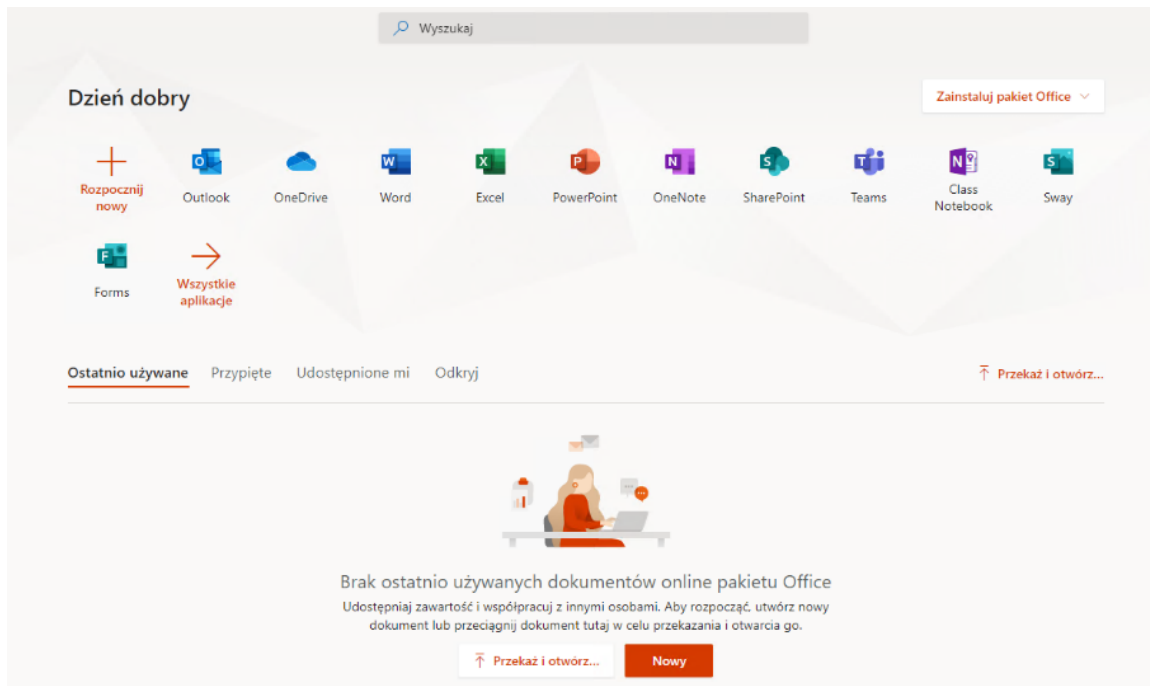 Wyszukaj
Dzień dobry
Zainstaluj pakiet Office
Rozpocznij
nowy
Outlook
OneDrive
Word
Excel
PowerPoint
OneNote
SharePoint
Teams
Class
Notebook
Sway
Forms
Wszystkie
aplikacje
Ostatnio używane Przypięte Udostępnione mi Odkryj
Przekaż i otwórz...
Brak ostatnio używanych dokumentów online pakietu Office
Udostępniaj zawartość i współpracuj z innymi osobami. Aby rozpocząć, utwórz nowy
dokument lub przeciągnij dokument tutaj w celu przekazania i otwarcia go.
Przekaż i otwórz...
Nowy